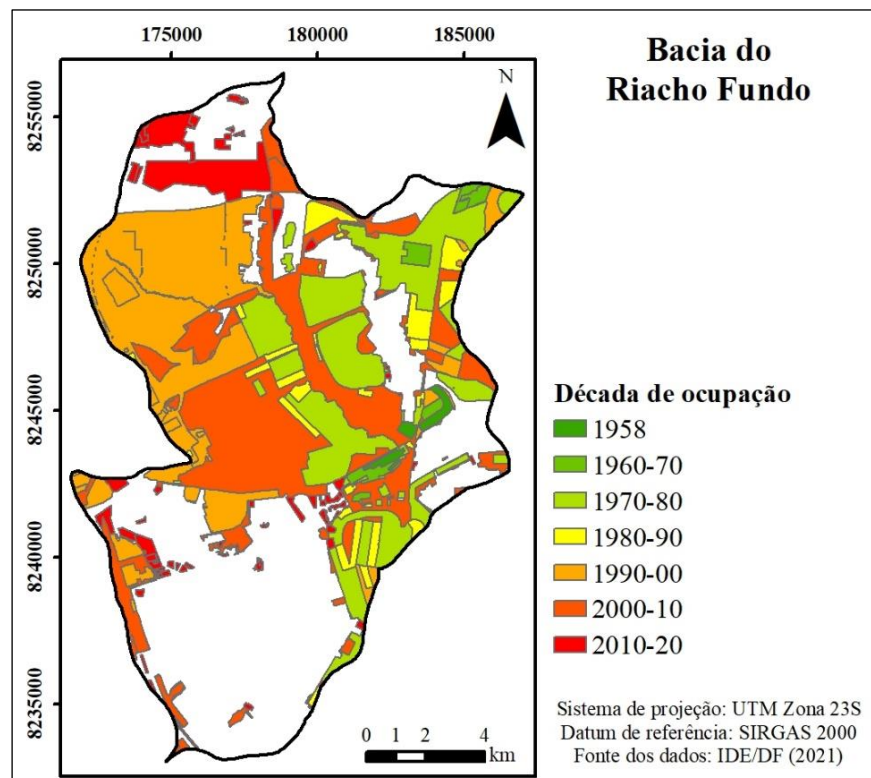 175000 180000 185000
Bacia do
Riacho Fundo
N
8255000
8250000
8245000
8240000
8235000
Década de ocupação
1958
1960-70
1970-80
1980-90
1990-00
2000-10
2010-20
0 1 2 4
km
Sistema de projeção: UTM Zona 23S
Datum de referência: SIRGAS 2000
Fonte dos dados: IDE/DF (2021)